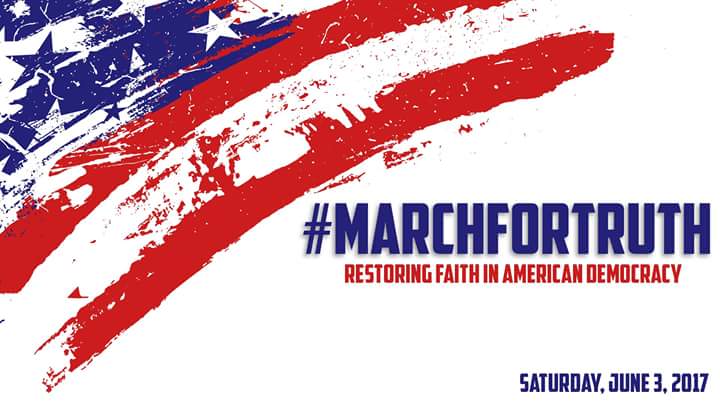 #MARCHFORTRUTH
RESTORING FAITH IN AMERICAN DEMOCRACY
SATURDAY, JUNE 3, 2017